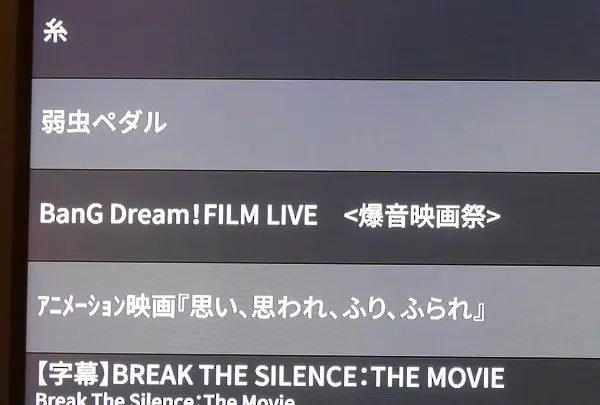 糸
弱虫ペダル
BanG Dream！FILM LIVE　<爆音映画祭>
ｱﾆﾒｰｼｮﾝ映画『思い、思われ、ふり、ふられ』
【字幕】BREAK THE SILENCE：THE MOVIE
Break The Silence：The Movie